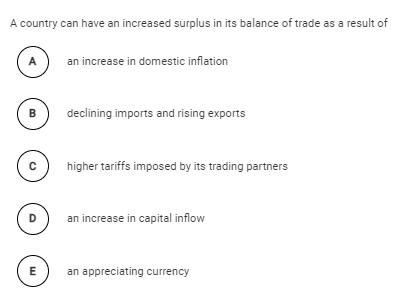 A country can have an increased surplus in its balance of trade as a result of
A an increase in domestic inflation
B declining imports and rising exports
C higher tariffs imposed by its trading partners
D an increase in capital inflow
E an appreciating currency